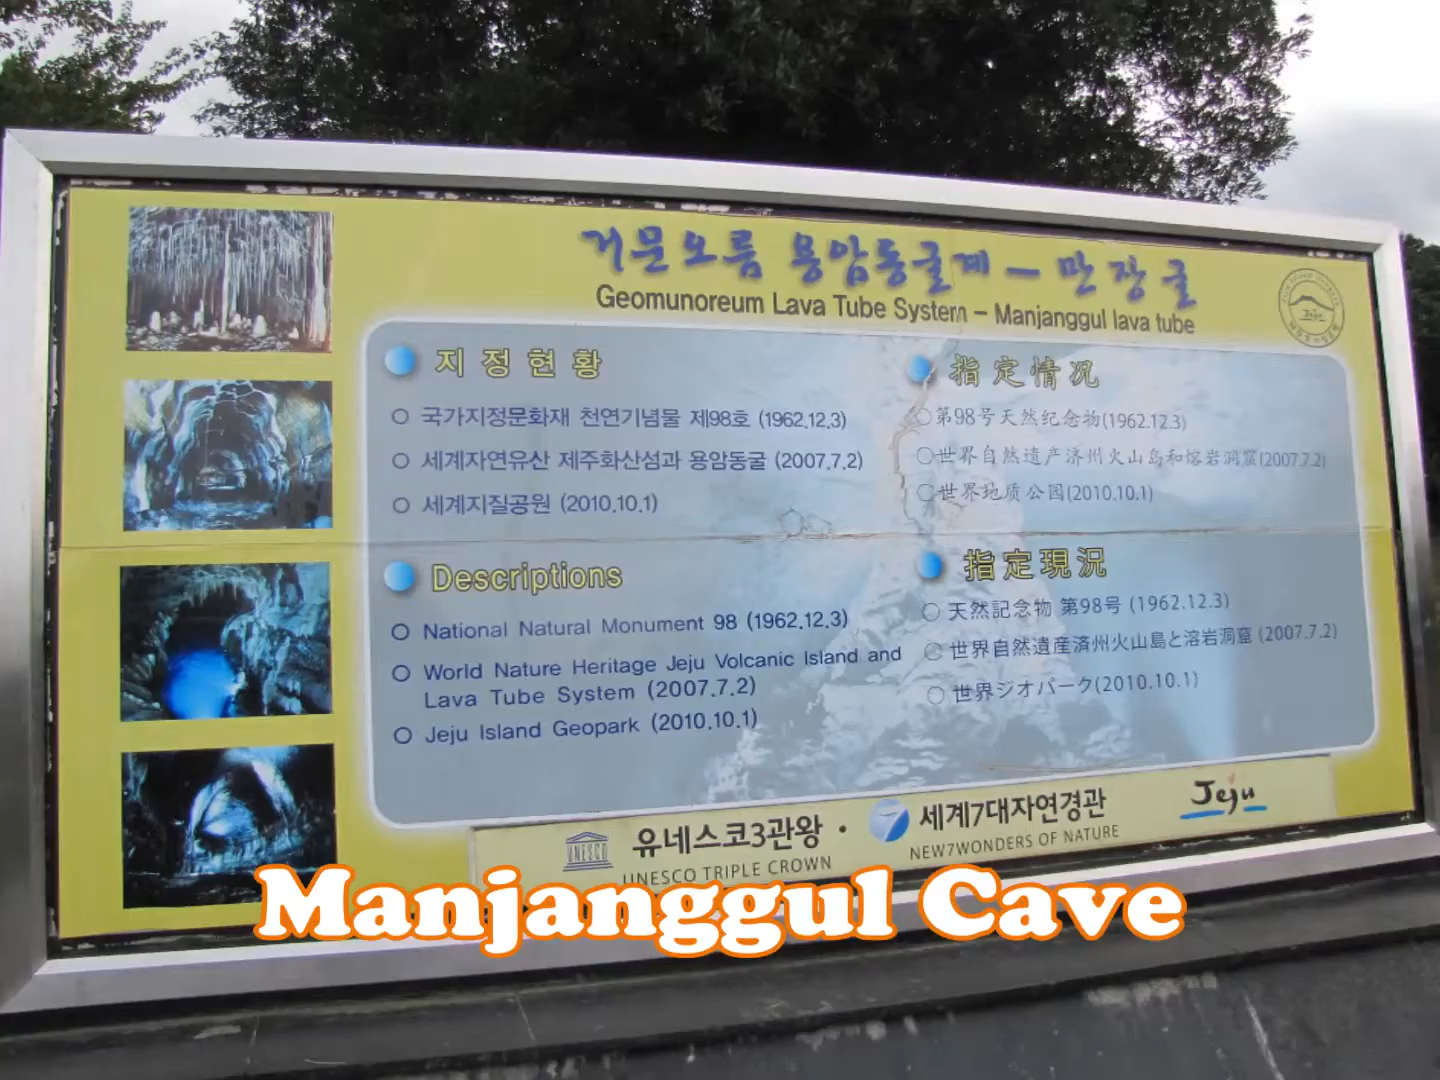 거문오름 용암동굴계 – 만장굴
Geomunoreum Lava Tube System – Manjanggul lava tube
지정현황
○ 국가지정문화재 천연기념물 제98호 (1962.12.3)
○ 세계자연유산 제주화산섬과 용암동굴 (2007.7.2)
○ 세계지질공원 (2010.10.1)
指定情况
○ 第98号天然纪念物(1962.12.3)
○ 世界自然遗产济州火山岛和熔岩洞窟(2007.7.2)
○ 世界地质公园(2010.10.1)
Descriptions
○ National Natural Monument 98 (1962.12.3)
○ World Nature Heritage Jeju Volcanic Island and
Lava Tube System (2007.7.2)
○ Jeju Island Geopark (2010.10.1)
指定現況
○ 天然記念物 第98号 (1962.12.3)
○ 世界自然遺産済州火山島と溶岩洞窟 (2007.7.2)
○ 世界ジオパーク(2010.10.1)
UNESCO 유네스코3관왕 · 7 세계7대자연경관 Jeju
UNESCO TRIPLE CROWN NEW7WONDERS OF NATURE
Manjanggul Cave